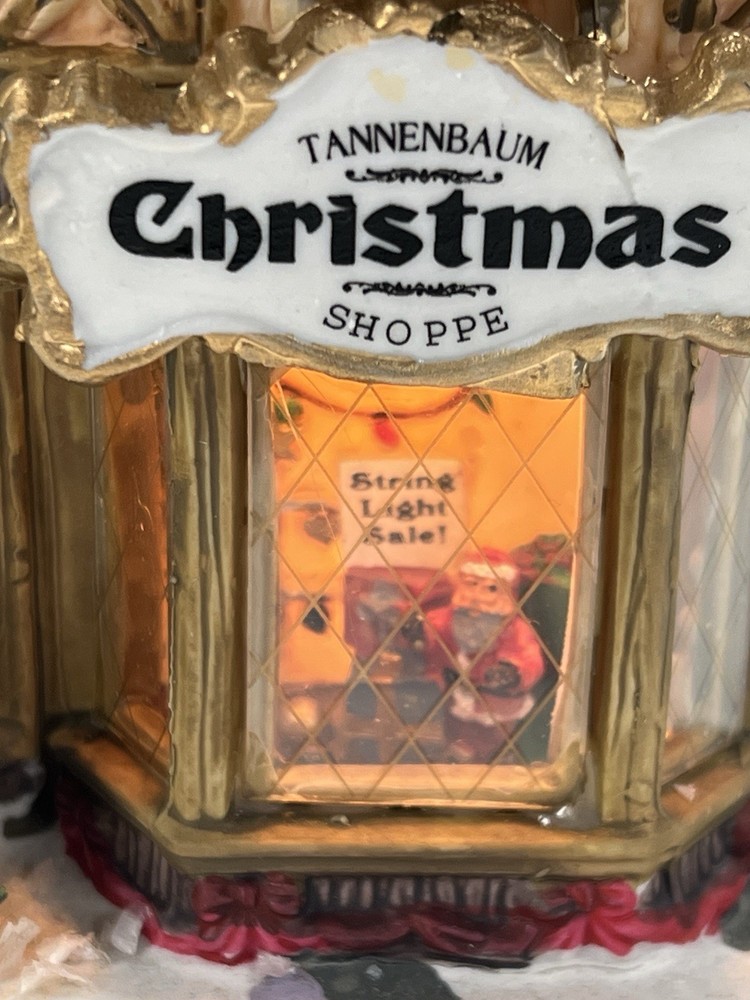 TANNENBAUM
Christmas
SHOPPE
String
Light
Sale!